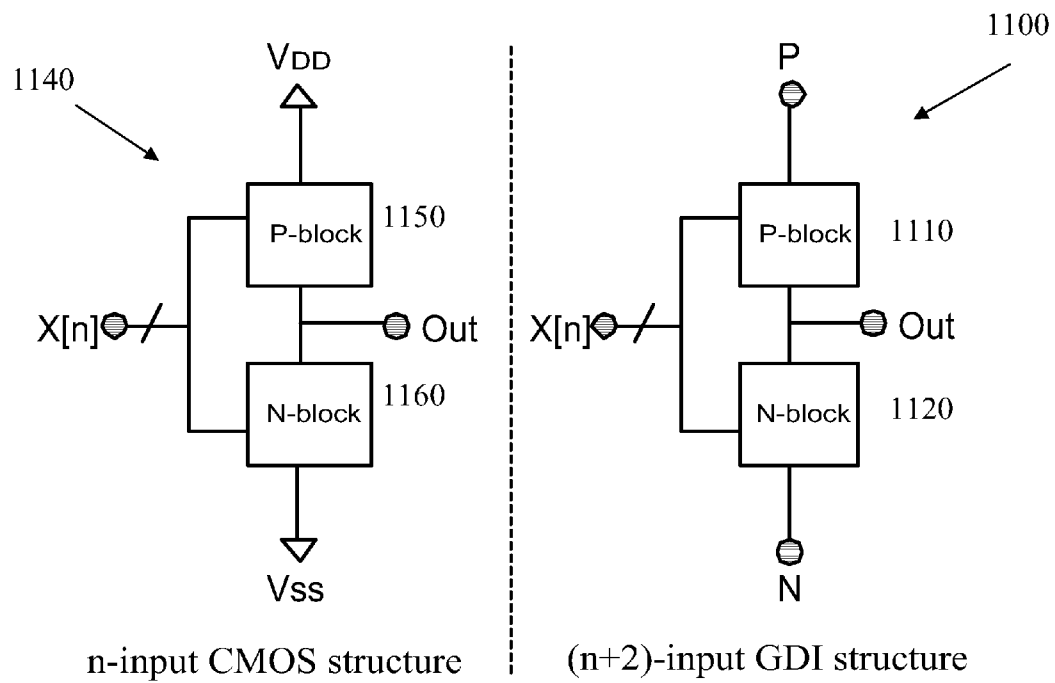 1140
VDD
P-block
1150
X[n]
Out
N-block
1160
Vss
n-input CMOS structure
1100
P
P-block
1110
X[n]
Out
N-block
1120
N
(n+2)-input GDI structure